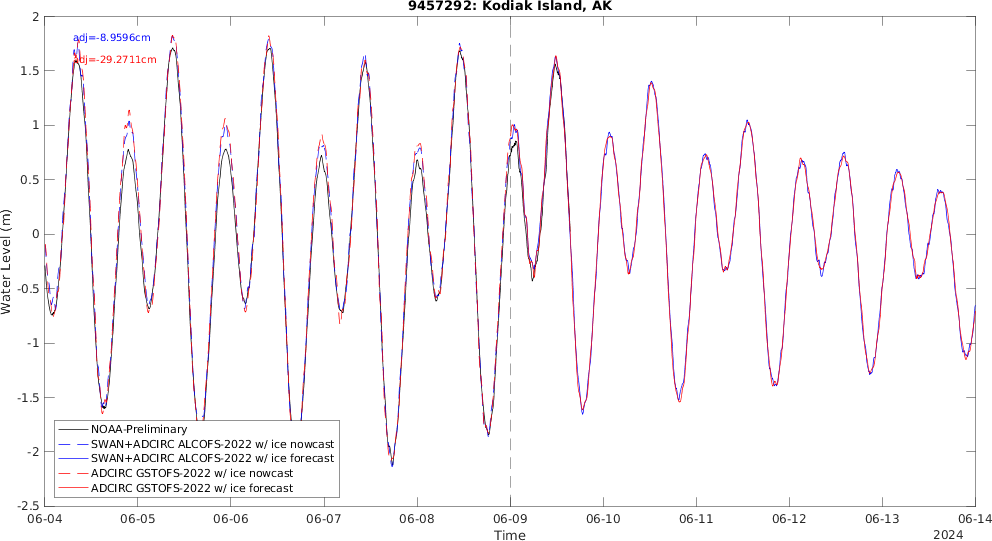 9457292: Kodiak Island, AK
2
adj=-8.9596cm
adj=-29.2711cm
1.5
1
0.5
0
-0.5
-1
-1.5
-2
-2.5
Water Level (m)
NOAA-Preliminary
SWAN+ADCIRC ALCOFS-2022 w/ ice nowcast
SWAN+ADCIRC ALCOFS-2022 w/ ice forecast
ADCIRC GSTOFS-2022 w/ ice nowcast
ADCIRC GSTOFS-2022 w/ ice forecast
06-04 06-05 06-06 06-07 06-08 06-09 06-10 06-11 06-12 06-13 06-14
Time
2024